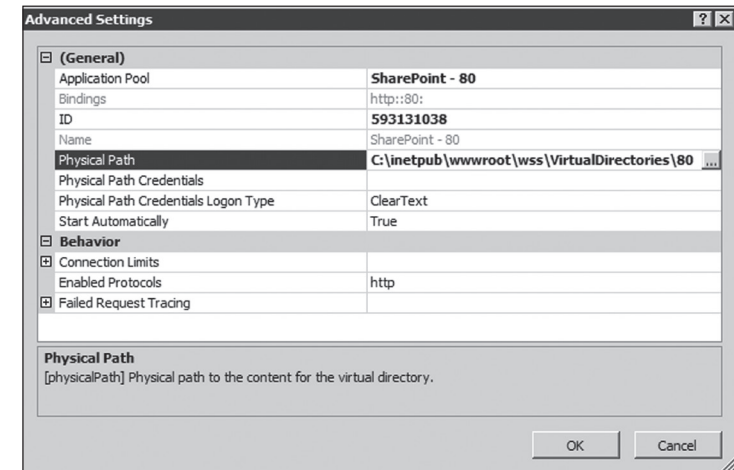 Advanced Settings
(General)
Application Pool SharePoint - 80
Bindings http::80:
ID 593131038
Name SharePoint - 80
Physical Path C:\inetpub\wwwroot\wss\VirtualDirectories\80 ...
Physical Path Credentials
Physical Path Credentials Logon Type ClearText
Start Automatically True
Behavior
Connection Limits
Enabled Protocols http
Failed Request Tracing
Physical Path
[physicalPath] Physical path to the content for the virtual directory.
OK Cancel